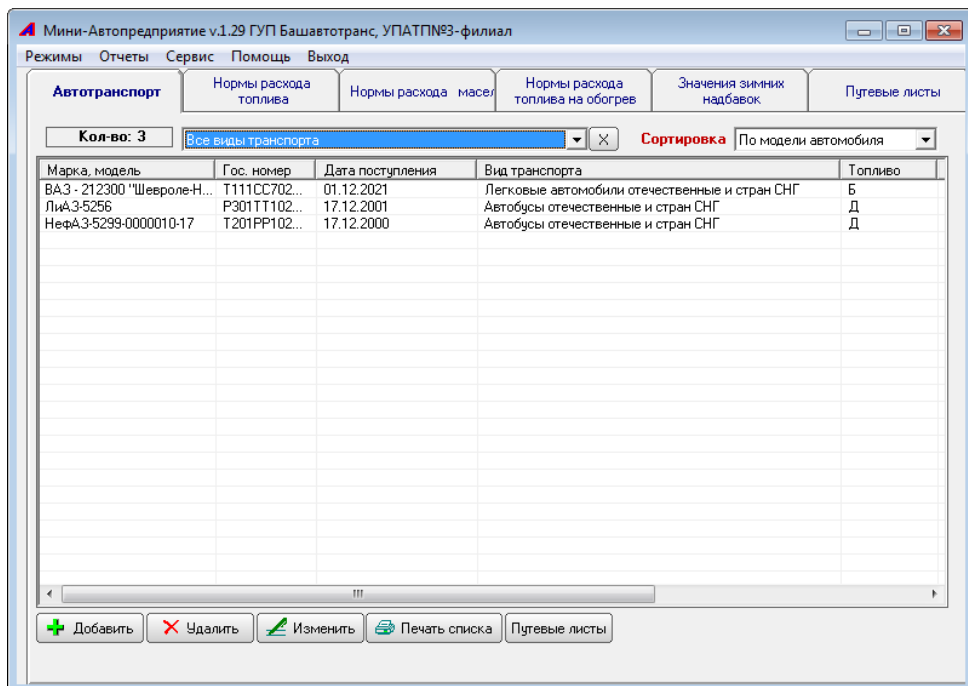 Мини-Автопредприятие v.1.29 ГУП Башавтотранс, УПАТП№3-филиал
Режимы Отчеты Сервис Помощь Выход
Автотранспорт
Нормы расхода
топлива
Нормы расхода масел
Нормы расхода
топлива на обогрев
Значения зимних
надбавок
Путевые листы
Кол-во: 3
Все виды транспорта
X
Сортировка
По модели автомобиля
Марка, модель Гос. номер Дата поступления Вид транспорта Топливо
ВАЗ - 212300 "Шевроле-Н... Т111СС702... 01.12.2021 Легковые автомобили отечественные и стран СНГ Б
ЛиАЗ-5256 Р301ТТ102... 17.12.2001 Автобусы отечественные и стран СНГ Д
НефАЗ-5299-0000010-17 Т201РР102... 17.12.2000 Автобусы отечественные и стран СНГ Д
Добавить Удалить Изменить Печать списка Путевые листы